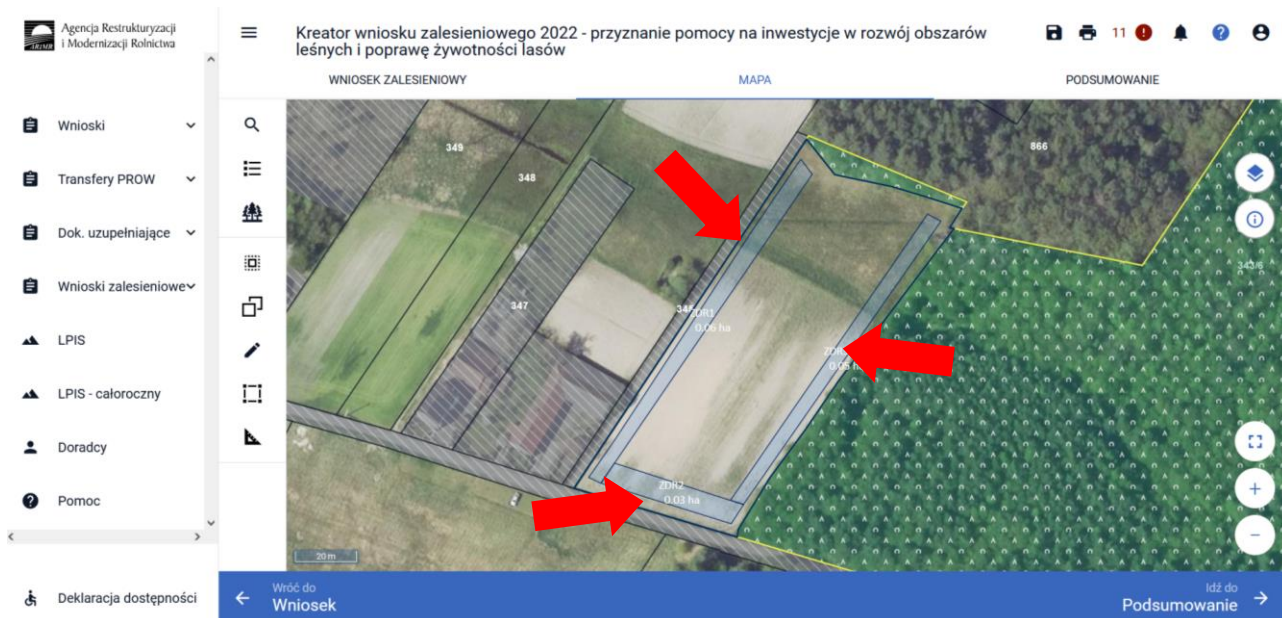 Agencja Restrukturyzacji
i Modernizacji Rolnictwa
ARiMR
Kreator wniosku zalesieniowego 2022 - przyznanie pomocy na inwestycje w rozwój obszarów
leśnych i poprawę żywotności lasów
11
WNIOSEK ZALESIENIOWY
MAPA
PODSUMOWANIE
Wnioski
Transfery PROW
Dok. uzupełniające
Wnioski zalesieniowe
LPIS
LPIS - całoroczny
Doradcy
Pomoc
Deklaracja dostępności
349
348
347
866
ZDR1
0.06 ha
ZDR2
0.03 ha
20 m
Wróć do
Wniosek
Idź do
Podsumowanie